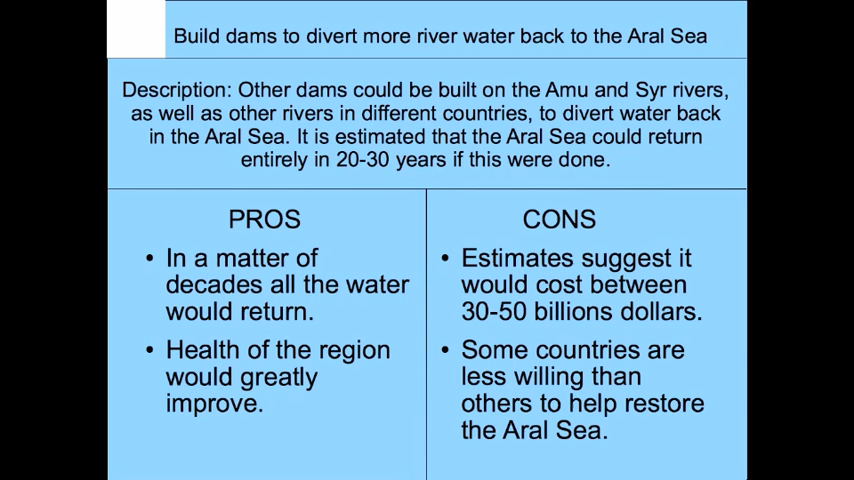 Build dams to divert more river water back to the Aral Sea
Description: Other dams could be built on the Amu and Syr rivers,
as well as other rivers in different countries, to divert water back
in the Aral Sea. It is estimated that the Aral Sea could return
entirely in 20-30 years if this were done.
PROS
• In a matter of
decades all the water
would return.
• Health of the region
would greatly
improve.
CONS
• Estimates suggest it
would cost between
30-50 billions dollars.
• Some countries are
less willing than
others to help restore
the Aral Sea.